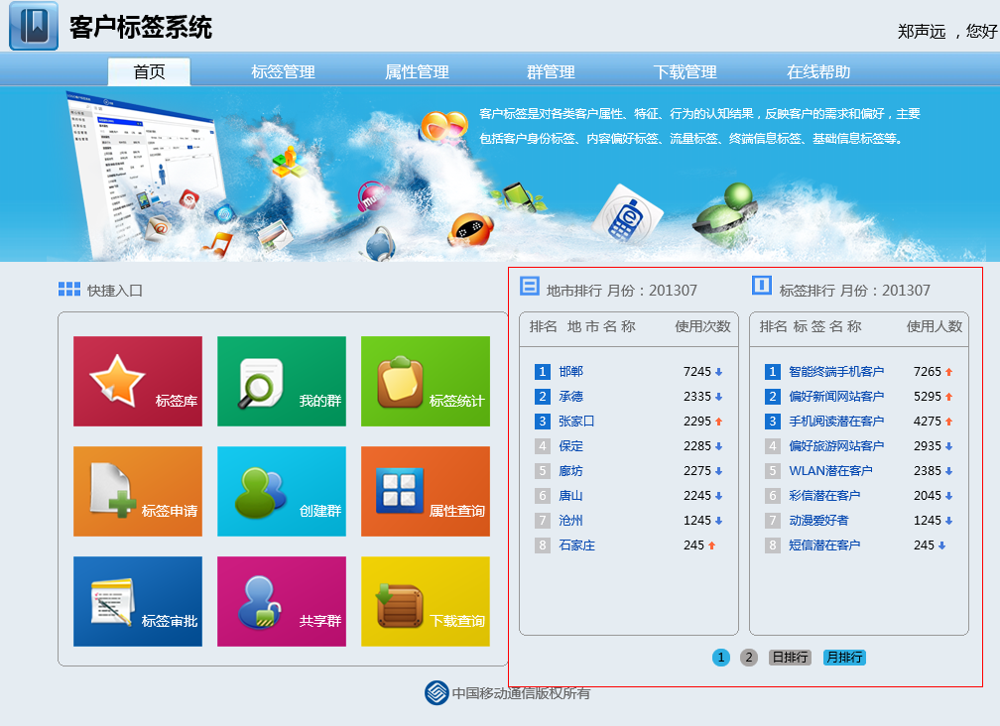 客户标签系统
郑声远 ，您好
首页 标签管理 属性管理 群管理 下载管理 在线帮助
客户标签是对各类客户属性、特征、行为的认知结果，反映客户的需求和偏好，主要
包括客户身份标签、内容偏好标签、流量标签、终端信息标签、基础信息标签等。
快捷入口
标签库 我的群 标签统计
标签申请 创建群 属性查询
标签审批 共享群 下载查询
地市排行 月份：201307
排名 地 市 名 称 使用次数
1 邯郸 7245
2 承德 2335
3 张家口 2295
4 保定 2285
5 廊坊 2275
6 唐山 2245
7 沧州 1245
8 石家庄 245
标签排行 月份：201307
排名 标 签 名 称 使用人数
1 智能终端手机客户 7265
2 偏好新闻网站客户 5295
3 手机阅读潜在客户 4275
4 偏好旅游网站客户 2935
5 WLAN潜在客户 2385
6 彩信潜在客户 2045
7 动漫爱好者 1245
8 短信潜在客户 245
1 2 日排行 月排行
中国移动通信版权所有